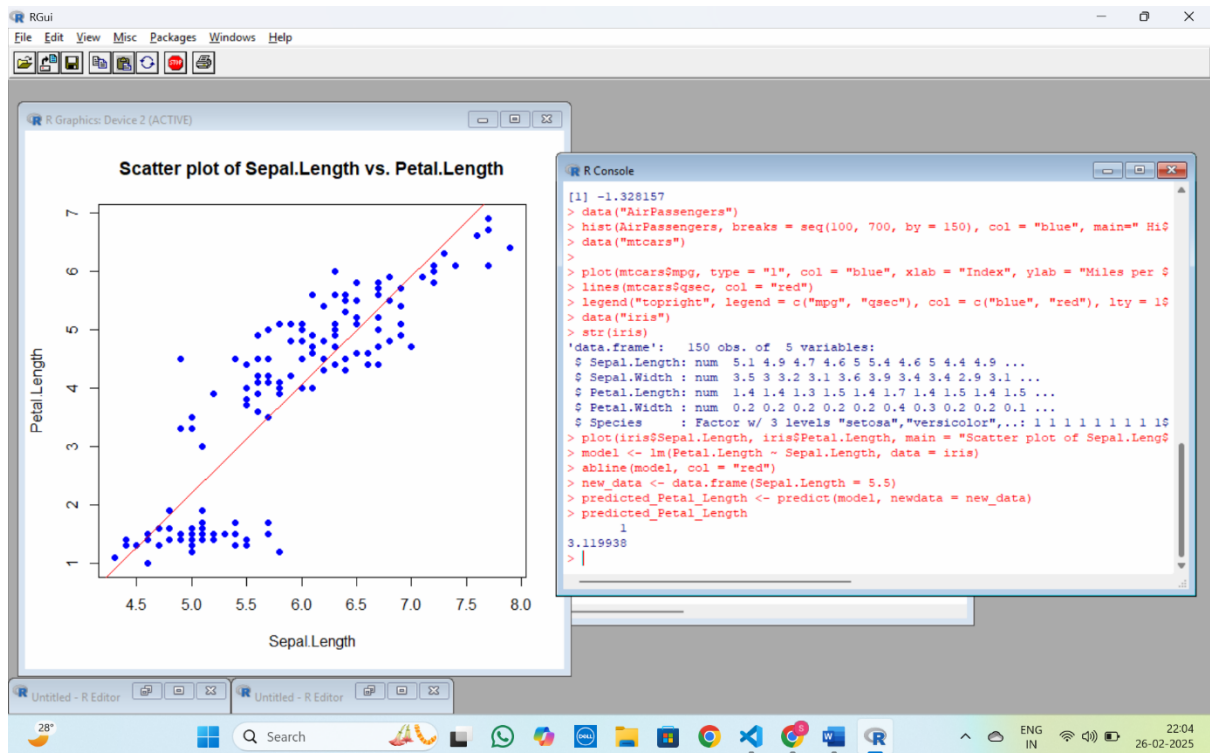 RGui
File Edit View Misc Packages Windows Help
STOP
R Graphics: Device 2 (ACTIVE)
Scatter plot of Sepal.Length vs. Petal.Length
7
6
5
4
3
2
1
Petal.Length
4.5 5.0 5.5 6.0 6.5 7.0 7.5 8.0
Sepal.Length
R Console
[1] -1.328157
> data("AirPassengers")
> hist(AirPassengers, breaks = seq(100, 700, by = 150), col = "blue", main=" Hi$
> data("mtcars")
>
> plot(mtcars$mpg, type = "l", col = "blue", xlab = "Index", ylab = "Miles per $
> lines(mtcars$qsec, col = "red")
> legend("topright", legend = c("mpg", "qsec"), col = c("blue", "red"), lty = 1$
> data("iris")
> str(iris)
'data.frame':   150 obs. of  5 variables:
 $ Sepal.Length: num  5.1 4.9 4.7 4.6 5 5.4 4.6 5 4.4 4.9 ...
 $ Sepal.Width : num  3.5 3 3.2 3.1 3.6 3.9 3.4 3.4 2.9 3.1 ...
 $ Petal.Length: num  1.4 1.4 1.3 1.5 1.4 1.7 1.4 1.5 1.4 1.5 ...
 $ Petal.Width : num  0.2 0.2 0.2 0.2 0.2 0.4 0.3 0.2 0.2 0.1 ...
 $ Species     : Factor w/ 3 levels "setosa","versicolor",..: 1 1 1 1 1 1 1 1 1$
> plot(iris$Sepal.Length, iris$Petal.Length, main = "Scatter plot of Sepal.Leng$
> model <- lm(Petal.Length ~ Sepal.Length, data = iris)
> abline(model, col = "red")
> new_data <- data.frame(Sepal.Length = 5.5)
> predicted_Petal_Length <- predict(model, newdata = new_data)
> predicted_Petal_Length
1
3.119938
>
Untitled - R Editor
Untitled - R Editor
28°
Search
DELL
S
W
R
ENG
IN
22:04
26-02-2025